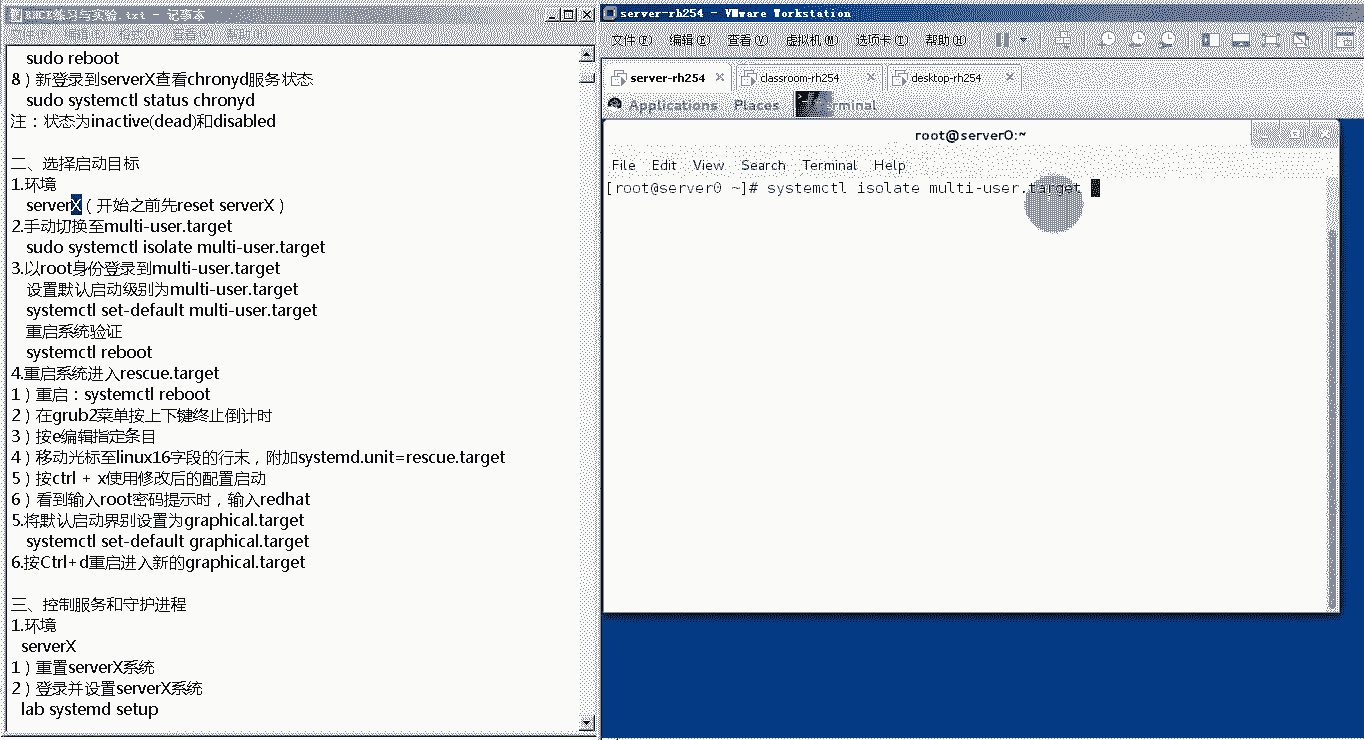 RHCE练习与实验.txt - 记事本
文件(F) 编辑(E) 格式(O) 查看(V) 帮助(H)
sudo reboot
8）新登录到serverX查看chronyd服务状态
sudo systemctl status chronyd
注：状态为inactive(dead)和disabled
二、选择启动目标
1.环境
serverX（开始之前先reset serverX）
2.手动切换至multi-user.target
sudo systemctl isolate multi-user.target
3.以root身份登录到multi-user.target
设置默认启动级别为multi-user.target
systemctl set-default multi-user.target
重启系统验证
systemctl reboot
4.重启系统进入rescue.target
1）重启：systemctl reboot
2）在grub2菜单按上下键终止倒计时
3）按e编辑指定条目
4）移动光标至linux16字段的行末，附加systemd.unit=rescue.target
5）按ctrl + x使用修改后的配置启动
6）看到输入root密码提示时，输入redhat
5.将默认启动界别设置为graphical.target
systemctl set-default graphical.target
6.按Ctrl+d重启进入新的graphical.target
三、控制服务和守护进程
1.环境
serverX
1）重置serverX系统
2）登录并设置serverX系统
lab systemd setup
server-rh254 - VMware Workstation
文件(F) 编辑(E) 查看(V) 虚拟机(M) 选项卡(T) 帮助(H)
server-rh254 classroom-rh254 desktop-rh254
Applications Places Terminal
root@server0:~
File Edit View Search Terminal Help
[root@server0 ~]# systemctl isolate multi-user.target